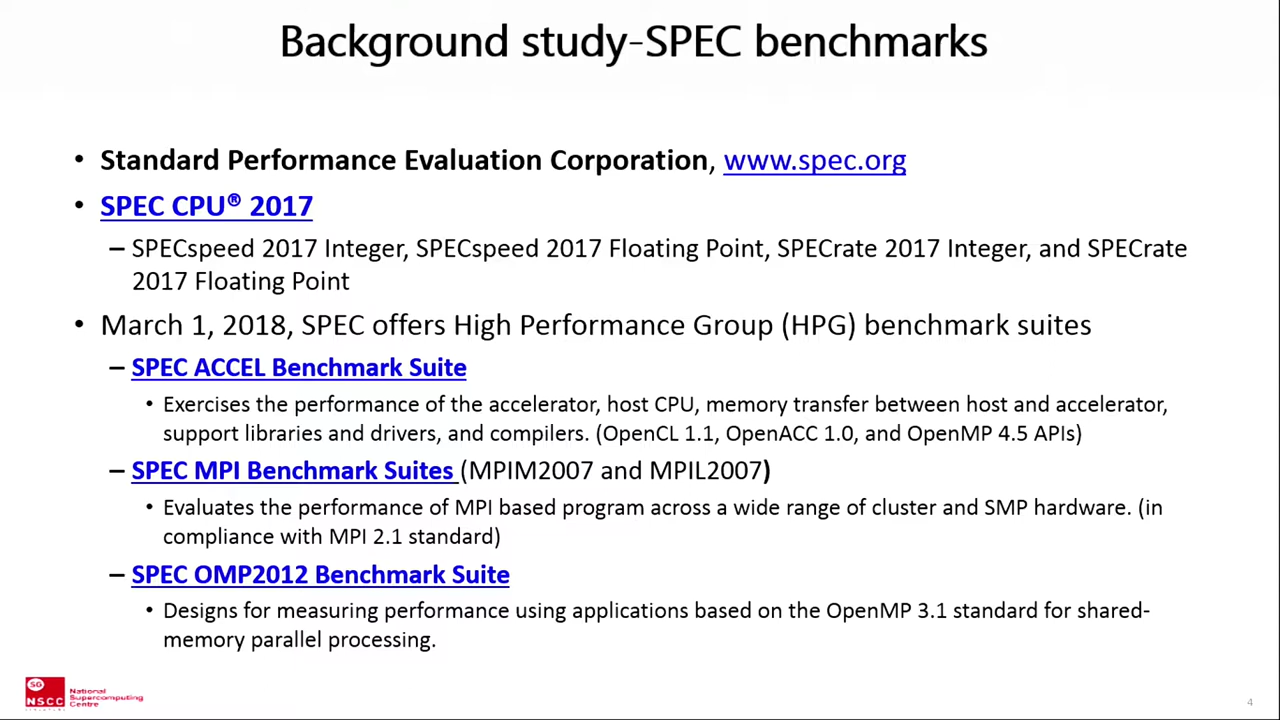 Background study-SPEC benchmarks
• Standard Performance Evaluation Corporation, www.spec.org
• SPEC CPU® 2017
– SPECspeed 2017 Integer, SPECspeed 2017 Floating Point, SPECrate 2017 Integer, and SPECrate
2017 Floating Point
• March 1, 2018, SPEC offers High Performance Group (HPG) benchmark suites
– SPEC ACCEL Benchmark Suite
• Exercises the performance of the accelerator, host CPU, memory transfer between host and accelerator,
support libraries and drivers, and compilers. (OpenCL 1.1, OpenACC 1.0, and OpenMP 4.5 APIs)
– SPEC MPI Benchmark Suites (MPIM2007 and MPIL2007)
• Evaluates the performance of MPI based program across a wide range of cluster and SMP hardware. (in
compliance with MPI 2.1 standard)
– SPEC OMP2012 Benchmark Suite
• Designs for measuring performance using applications based on the OpenMP 3.1 standard for shared-
memory parallel processing.
SG
NSCC
National
Supercomputing
Centre
4